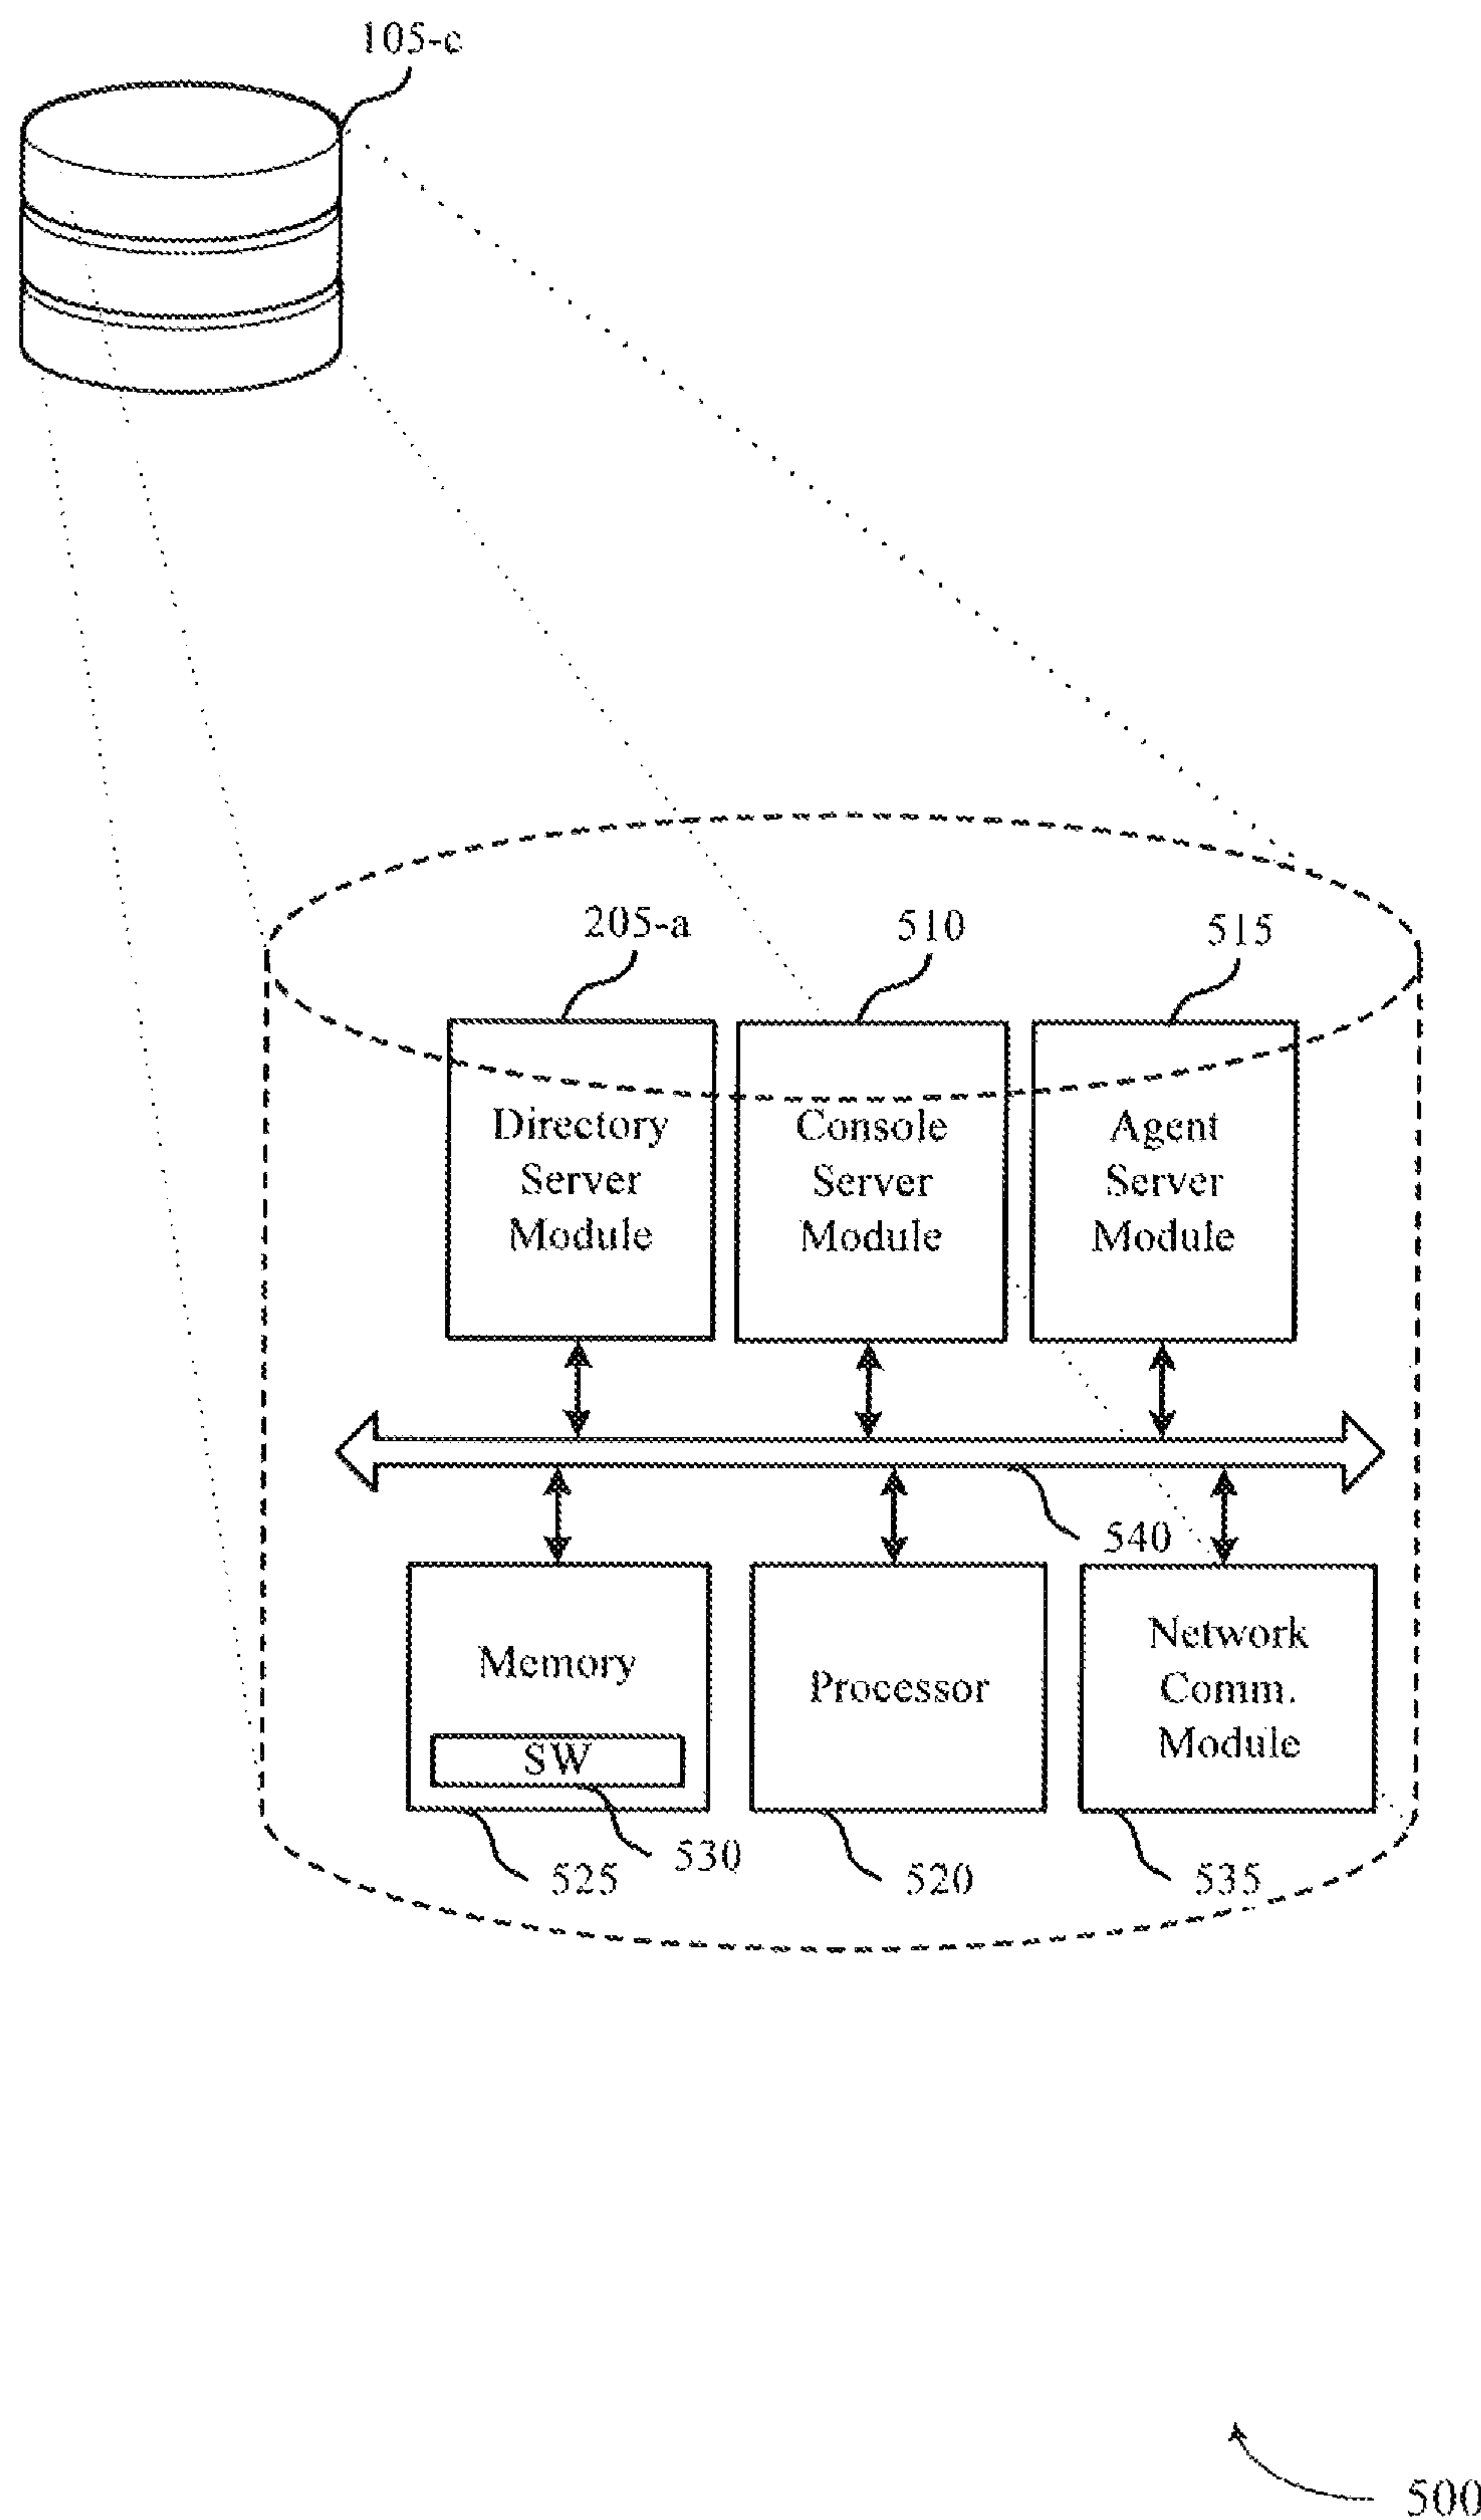 105-c
205-a
510
515
Directory
Server
Module
Console
Server
Module
Agent
Server
Module
540
Memory
SW
Processor
Network
Comm.
Module
530
525
520
535
500